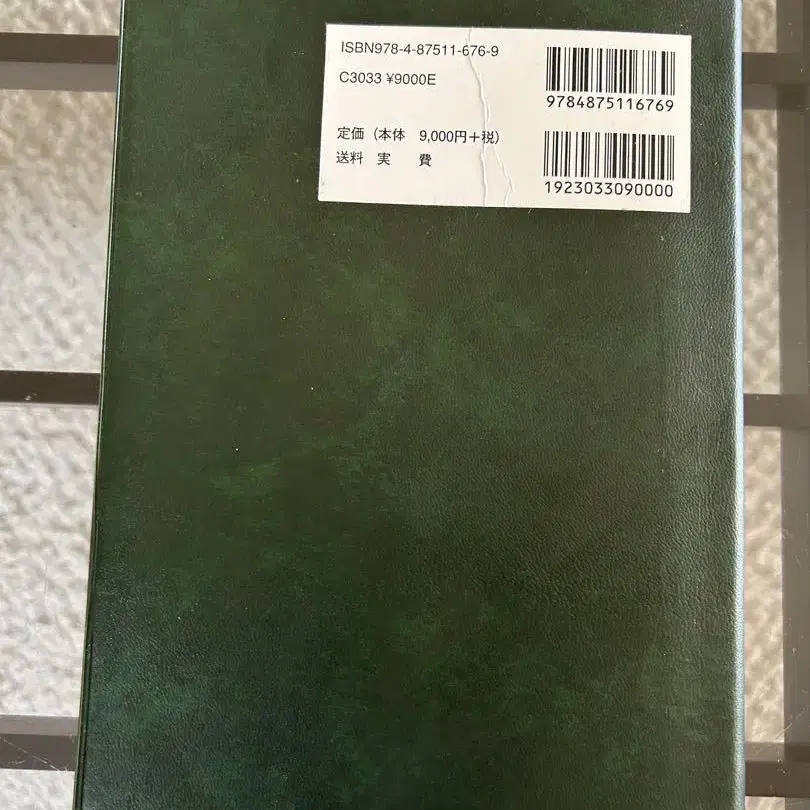 ISBN978-4-87511-676-9
C3033 ¥9000E
9784875116769
定価(本体 9,000円+税)
送料 実 費
1923033090000